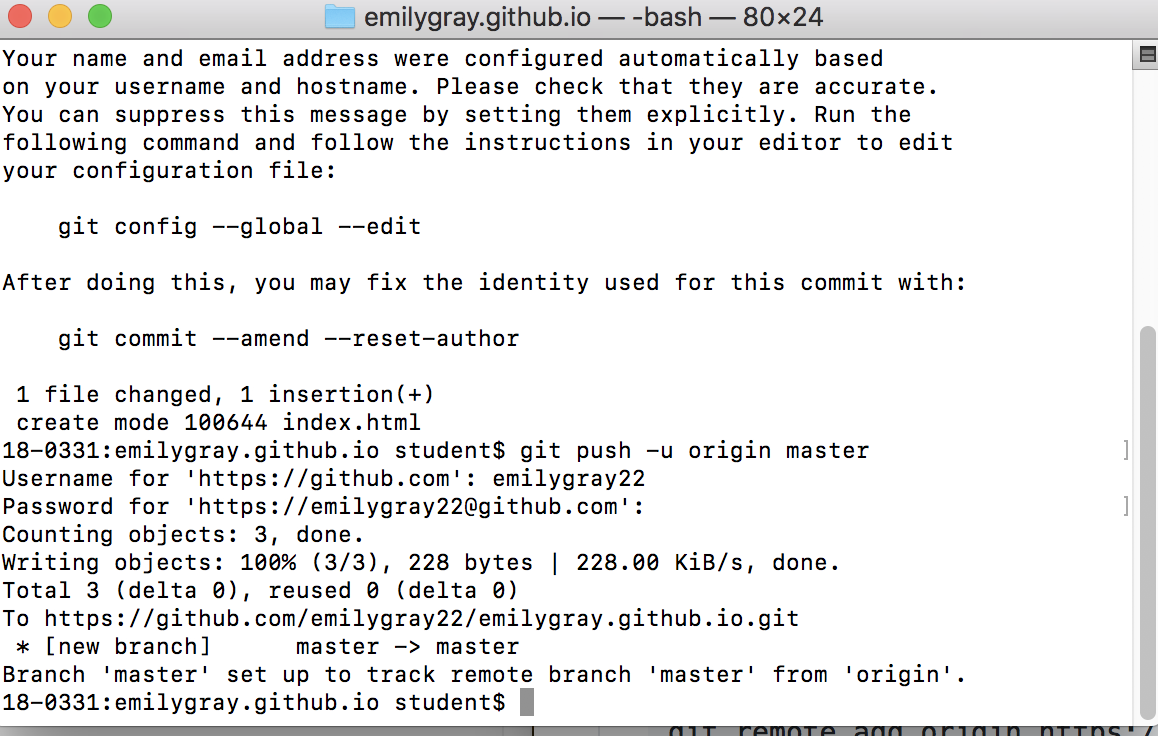 emilygray.github.io — -bash — 80×24
Your name and email address were configured automatically based
on your username and hostname. Please check that they are accurate.
You can suppress this message by setting them explicitly. Run the
following command and follow the instructions in your editor to edit
your configuration file:
git config --global --edit
After doing this, you may fix the identity used for this commit with:
git commit --amend --reset-author
1 file changed, 1 insertion(+)
create mode 100644 index.html
18-0331:emilygray.github.io student$ git push -u origin master ]
Username for 'https://github.com': emilygray22
Password for 'https://emilygray22@github.com': ]
Counting objects: 3, done.
Writing objects: 100% (3/3), 228 bytes | 228.00 KiB/s, done.
Total 3 (delta 0), reused 0 (delta 0)
To https://github.com/emilygray22/emilygray.github.io.git
* [new branch]      master -> master
Branch 'master' set up to track remote branch 'master' from 'origin'.
18-0331:emilygray.github.io student$
git remote add origin https:/